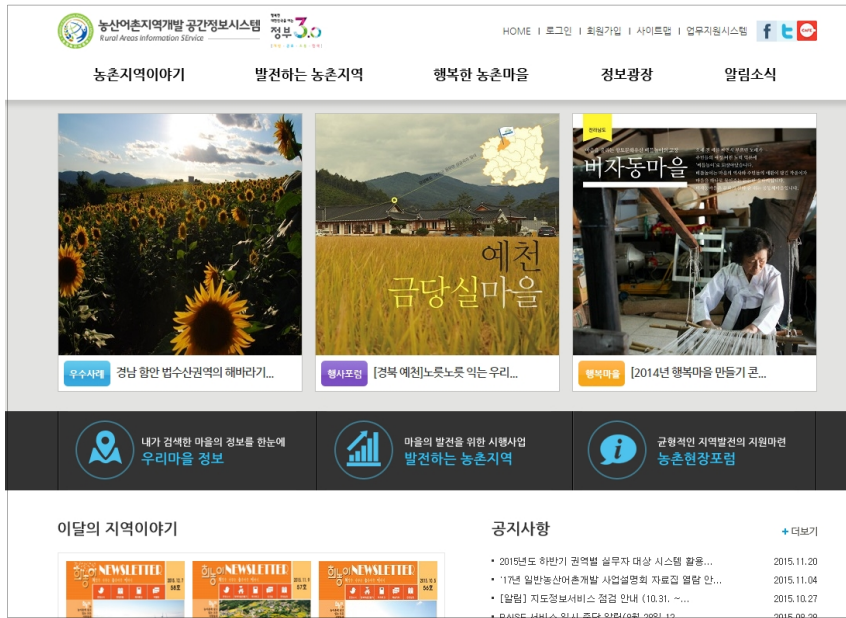 농산어촌지역개발 공간정보시스템
Rural Areas Information SErvice
정부3.0
HOME | 로그인 | 회원가입 | 사이트맵 | 업무지원시스템
농촌지역이야기 발전하는 농촌지역 행복한 농촌마을 정보광장 알림소식
예천
금당실마을
전라남도
버자동마을
우수사례 경남 함안 법수산권역의 해바라기...
행사포럼 [경북 예천]노릇노릇 익는 우리...
행복마을 [2014년 행복마을 만들기 콘...
내가 검색한 마을의 정보를 한눈에
우리마을 정보
마을의 발전을 위한 시행사업
발전하는 농촌지역
균형적인 지역발전의 지원마련
농촌현장포럼
이달의 지역이야기
NEWSLETTER
NEWSLETTER
NEWSLETTER
공지사항
+ 더보기
2015년도 하반기 권역별 실무자 대상 시스템 활용... 2015.11.20
'17년 일반농산어촌개발 사업설명회 자료집 열람 안... 2015.11.04
[알림] 지도정보서비스 점검 안내 (10.31. ~... 2015.10.27